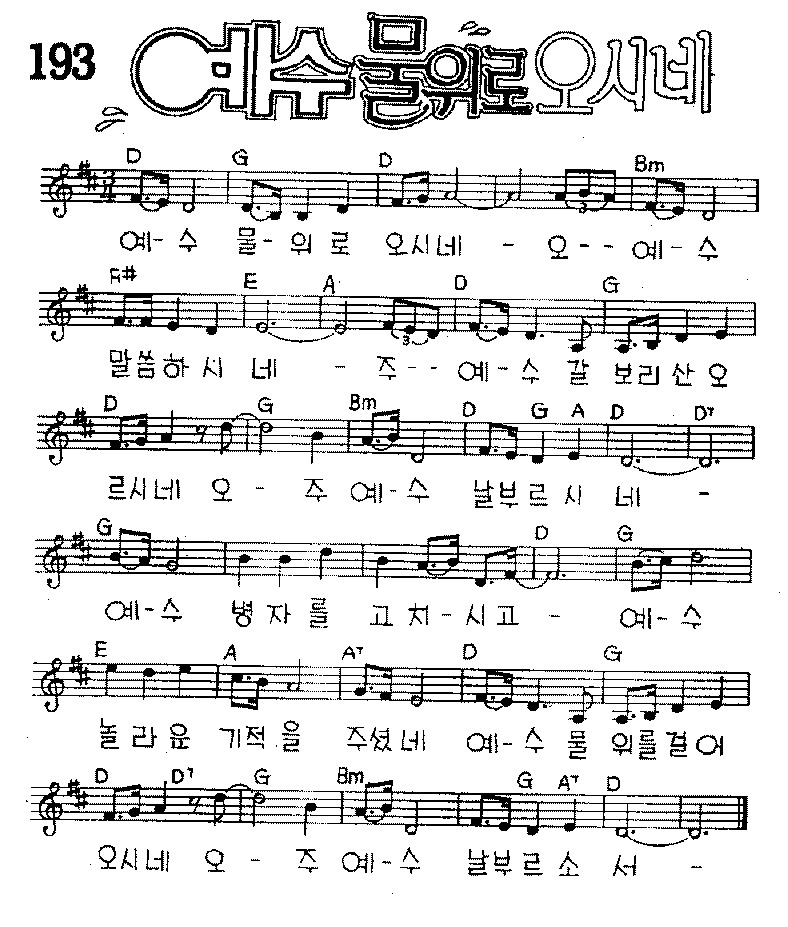 193 예수 물위로 오시네
D G D Bm
3 4
3
예- 수 물- 위 로 오시네 - 오 - - 예- 수
F# E A D G
3
말씀하시 네 - 주 - - 예- 수 갈 보리 산 오
D G Bm D G A D D7
르시네 오 - 주 예- 수 날부르 시 네 -
G D G
예- 수 병 자 를 고 치- 시고 - 예- 수
E A A7 D G
놀 라 운 기적 을 주셨네 예- 수 물 위를걸어
D D7 G Bm G A7 D
오시네 오 - 주 예- 수 날부르 소 서 -